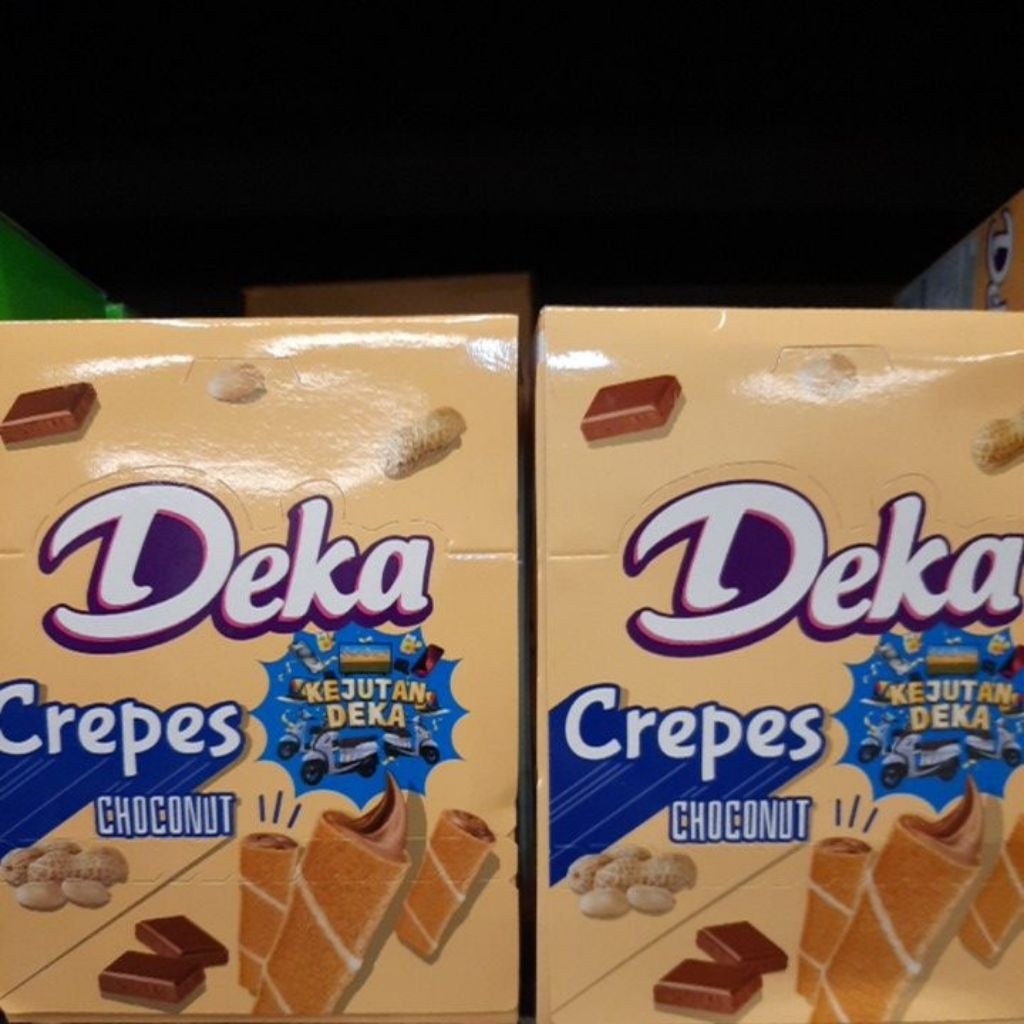 Deka
Crepes
CHOCONUT
KEJUTAN
DEKA
Deka
Crepes
CHOCONUT
KEJUTAN
DEKA